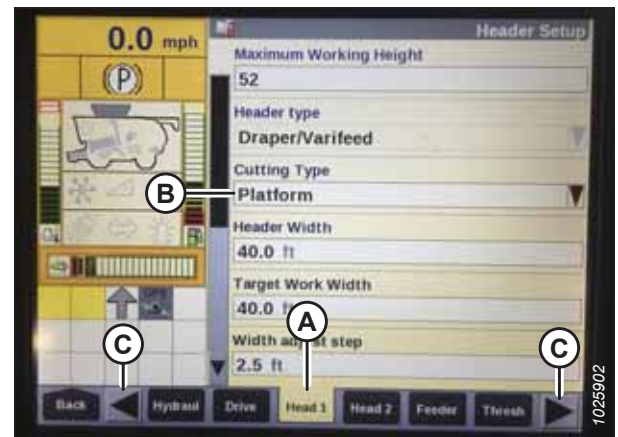 0.0 mph
Header Setup
(P)
Maximum Working Height
52
Header type
Draper/Varifeed
Cutting Type
B
Platform
Header Width
40.0 ft
Target Work Width
40.0 ft
A
Width adjust step
2.5 ft
C
C
Back
Hydraul
Drive
Head 1
Head 2
Feeder
Thresh
1025902